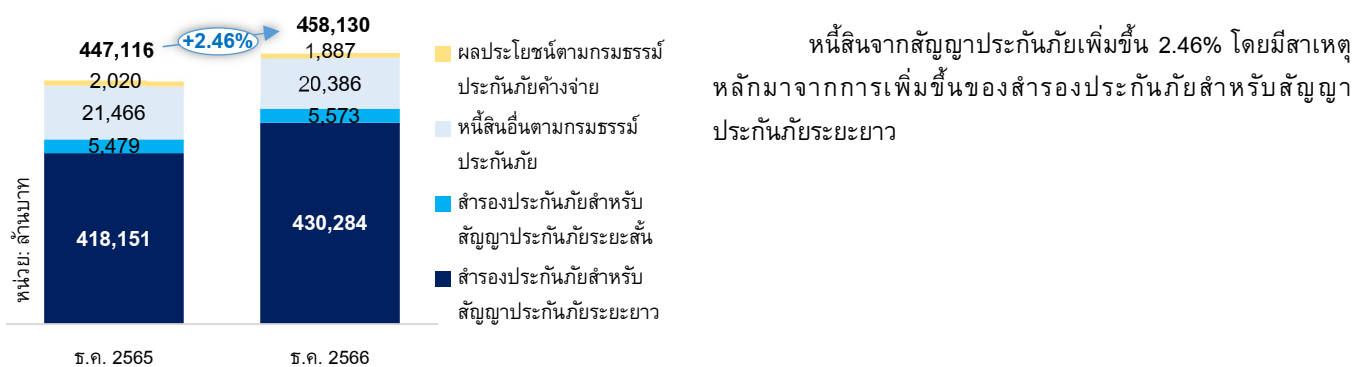 447,116
+2.46%
458,130
2,020
21,466
5,479
418,151
1,887
20,386
5,573
430,284
หน่วย: ล้านบาท
ธ.ค. 2565
ธ.ค. 2566
ผลประโยชน์ตามกรมธรรม์
ประกันภัยค้างจ่าย
หนี้สินอื่นตามกรมธรรม์
ประกันภัย
สำรองประกันภัยสำหรับ
สัญญาประกันภัยระยะสั้น
สำรองประกันภัยสำหรับ
สัญญาประกันภัยระยะยาว
หนี้สินจากสัญญาประกันภัยเพิ่มขึ้น 2.46% โดยมีสาเหตุ
หลักมาจากการเพิ่มขึ้นของสำรองประกันภัยสำหรับสัญญา
ประกันภัยระยะยาว